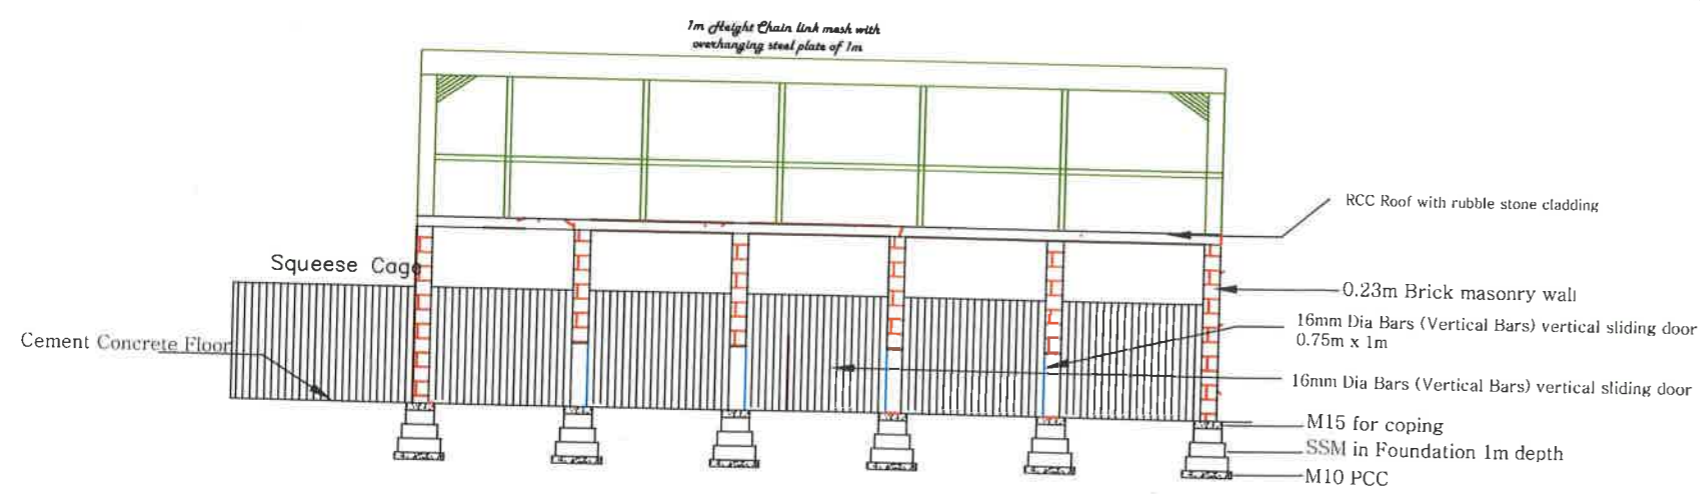 1m Height Chain link mesh with
overhanging steel plate of 1m
RCC Roof with rubble stone cladding
Squeese Cage
0.23m Brick masonry wall
16mm Dia Bars (Vertical Bars) vertical sliding door
0.75m x 1m
Cement Concrete Floor
16mm Dia Bars (Vertical Bars) vertical sliding door
M15 for coping
SSM in Foundation 1m depth
M10 PCC